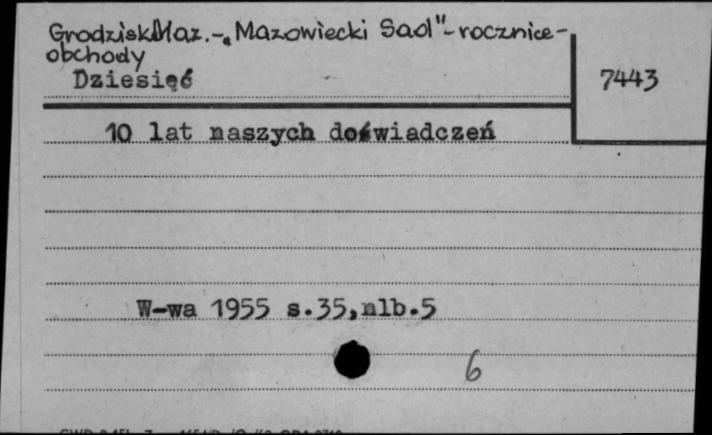 Grodzisk Maz. - „Mazowiecki Sad" - rocznice -
obchody
Dziesięć
7443
10 lat naszych doświadczeń
W-wa 1955 s.35,nlb.5
6